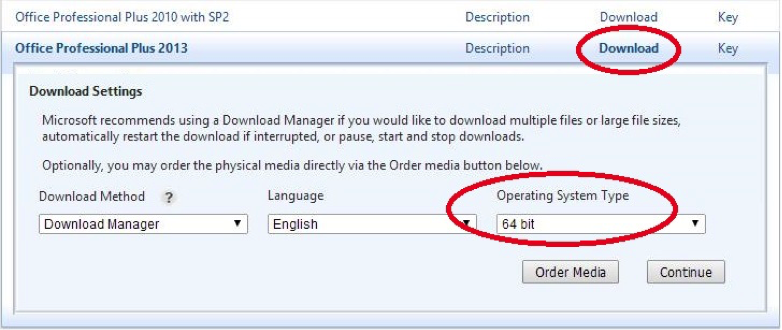 Office Professional Plus 2010 with SP2 Description Download Key
Office Professional Plus 2013 Description Download Key
Download Settings
Microsoft recommends using a Download Manager if you would like to download multiple files or large file sizes,
automatically restart the download if interrupted, or pause, start and stop downloads.
Optionally, you may order the physical media directly via the Order media button below.
Download Method ? Language Operating System Type
Download Manager English 64 bit
Order Media Continue